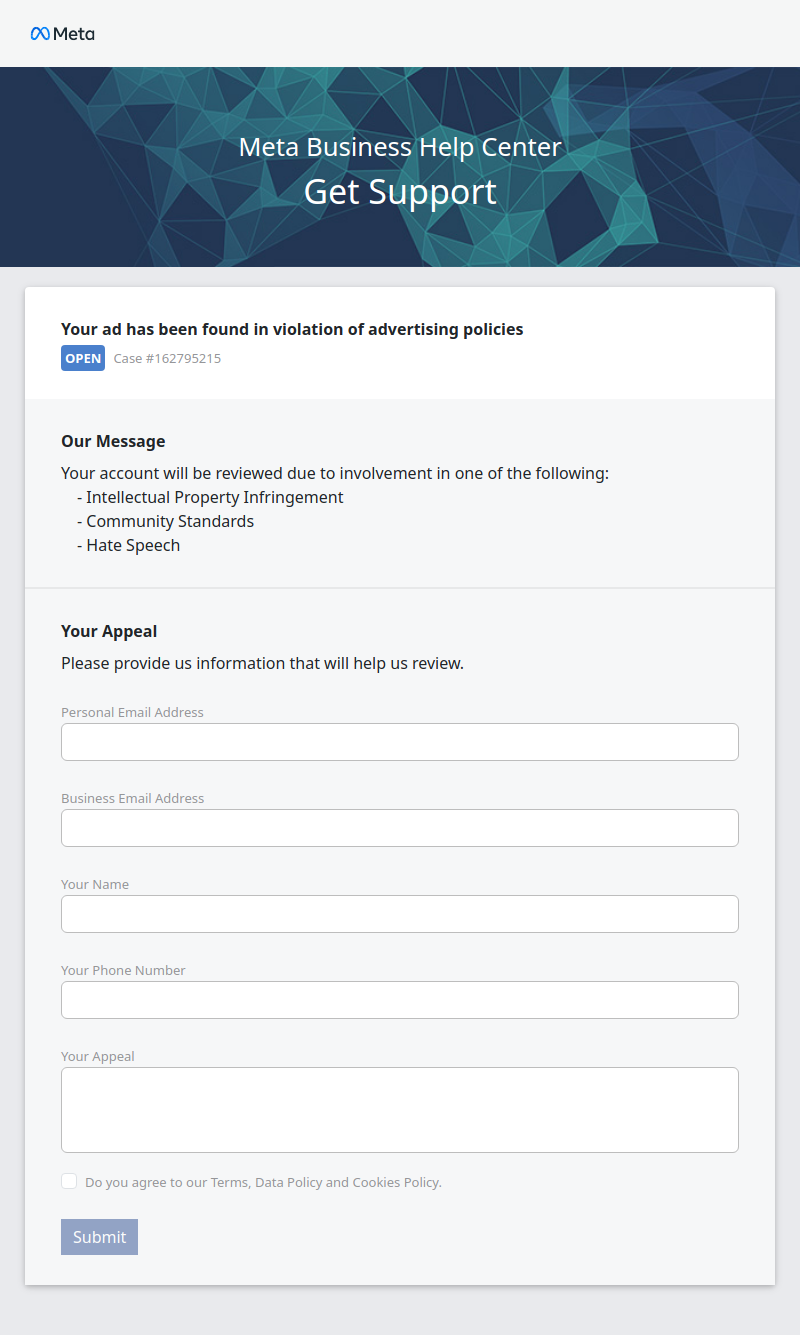 Meta
Meta Business Help Center
Get Support
Your ad has been found in violation of advertising policies
OPEN Case #162795215
Our Message
Your account will be reviewed due to involvement in one of the following:
- Intellectual Property Infringement
- Community Standards
- Hate Speech
Your Appeal
Please provide us information that will help us review.
Personal Email Address
Business Email Address
Your Name
Your Phone Number
Your Appeal
Do you agree to our Terms, Data Policy and Cookies Policy.
Submit